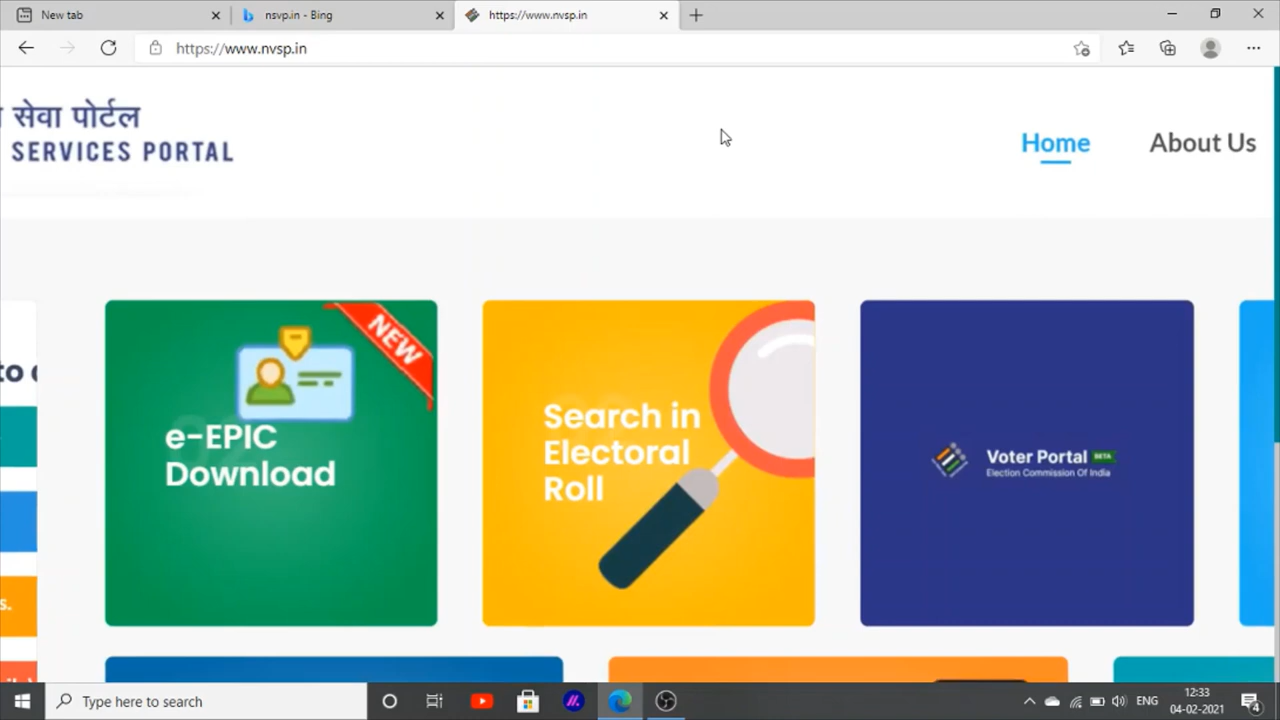 New tab
nsvp.in - Bing
https://www.nvsp.in
https://www.nvsp.in
सेवा पोर्टल
SERVICES PORTAL
Home
About Us
NEW
e-EPIC
Download
Search in
Electoral
Roll
Voter Portal BETA
Election Commission Of India
to
s.
Type here to search
ENG
12:33
04-02-2021
4